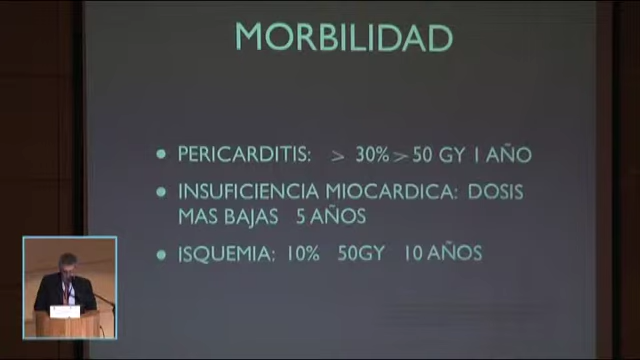 MORBILIDAD
• PERICARDITIS: > 30% > 50 GY 1 AÑO
• INSUFICIENCIA MIOCARDICA: DOSIS
MAS BAJAS 5 AÑOS
• ISQUEMIA: 10% 50GY 10 AÑOS